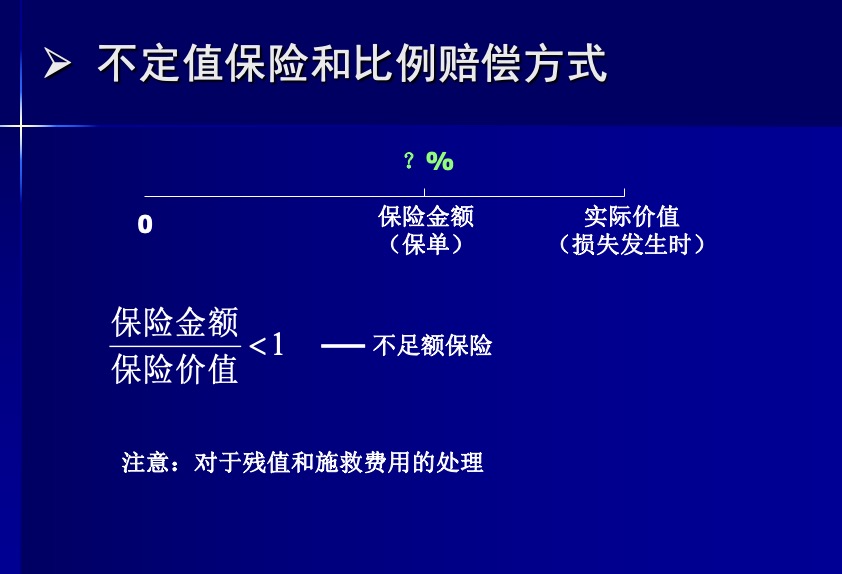 不定值保险和比例赔偿方式
？%
0
保险金额
（保单）
实际价值
（损失发生时）
保险金额
保险价值
<1
不足额保险
注意：对于残值和施救费用的处理